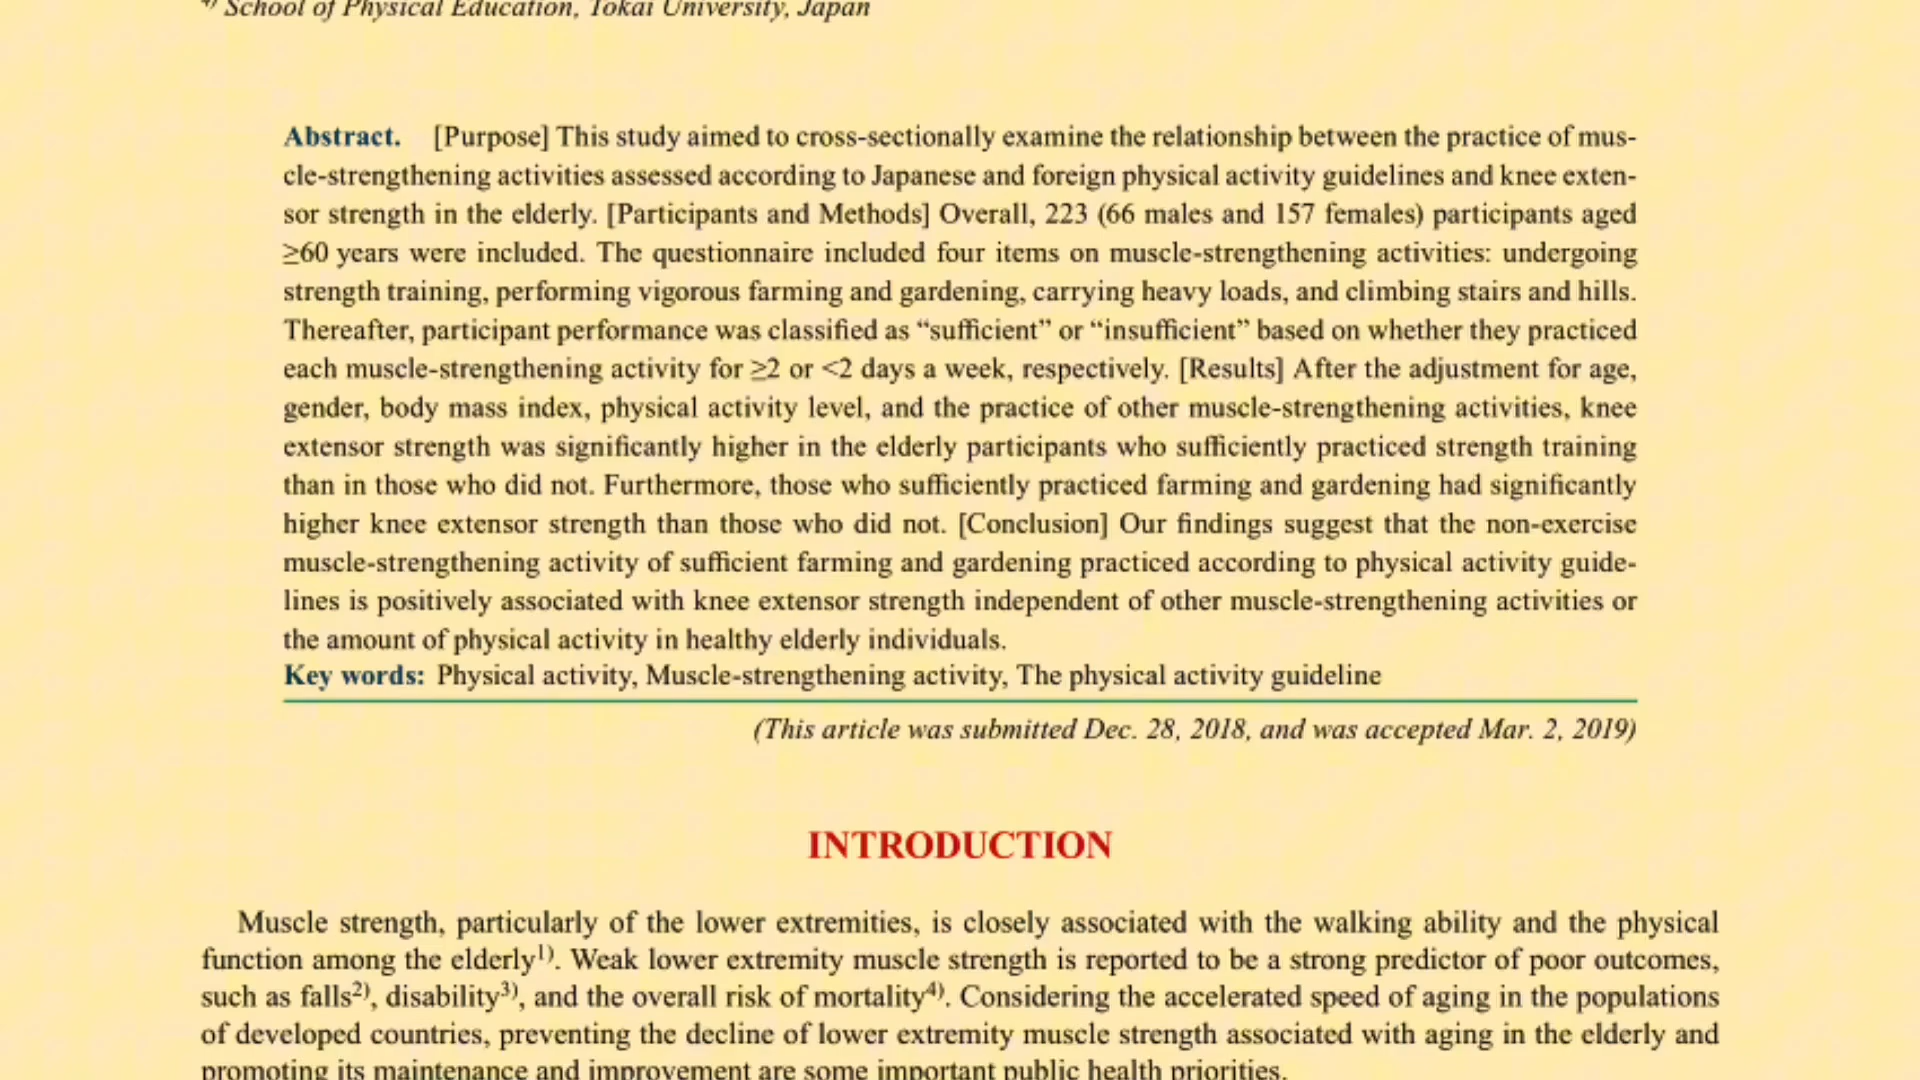 4) School of Physical Education, Tokai University, Japan
Abstract. [Purpose] This study aimed to cross-sectionally examine the relationship between the practice of mus-
cle-strengthening activities assessed according to Japanese and foreign physical activity guidelines and knee exten-
sor strength in the elderly. [Participants and Methods] Overall, 223 (66 males and 157 females) participants aged
≥60 years were included. The questionnaire included four items on muscle-strengthening activities: undergoing
strength training, performing vigorous farming and gardening, carrying heavy loads, and climbing stairs and hills.
Thereafter, participant performance was classified as “sufficient” or “insufficient” based on whether they practiced
each muscle-strengthening activity for ≥2 or <2 days a week, respectively. [Results] After the adjustment for age,
gender, body mass index, physical activity level, and the practice of other muscle-strengthening activities, knee
extensor strength was significantly higher in the elderly participants who sufficiently practiced strength training
than in those who did not. Furthermore, those who sufficiently practiced farming and gardening had significantly
higher knee extensor strength than those who did not. [Conclusion] Our findings suggest that the non-exercise
muscle-strengthening activity of sufficient farming and gardening practiced according to physical activity guide-
lines is positively associated with knee extensor strength independent of other muscle-strengthening activities or
the amount of physical activity in healthy elderly individuals.
Key words: Physical activity, Muscle-strengthening activity, The physical activity guideline
(This article was submitted Dec. 28, 2018, and was accepted Mar. 2, 2019)
INTRODUCTION
Muscle strength, particularly of the lower extremities, is closely associated with the walking ability and the physical
function among the elderly1). Weak lower extremity muscle strength is reported to be a strong predictor of poor outcomes,
such as falls2), disability3), and the overall risk of mortality4). Considering the accelerated speed of aging in the populations
of developed countries, preventing the decline of lower extremity muscle strength associated with aging in the elderly and
promoting its maintenance and improvement are some important public health priorities.